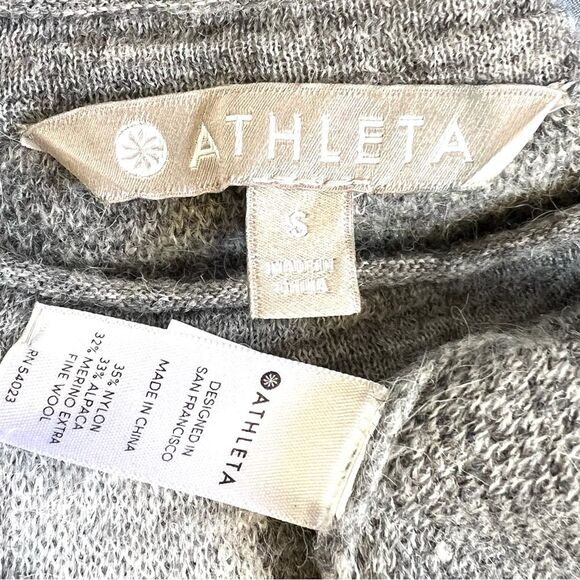 ATHLETA
S
MADE IN
CHINA
ATHLETA
DESIGNED IN
SAN FRANCISCO
MADE IN CHINA
35% NYLON
33% ALPACA
32% MERINO EXTRA
FINE WOOL
RN 54023